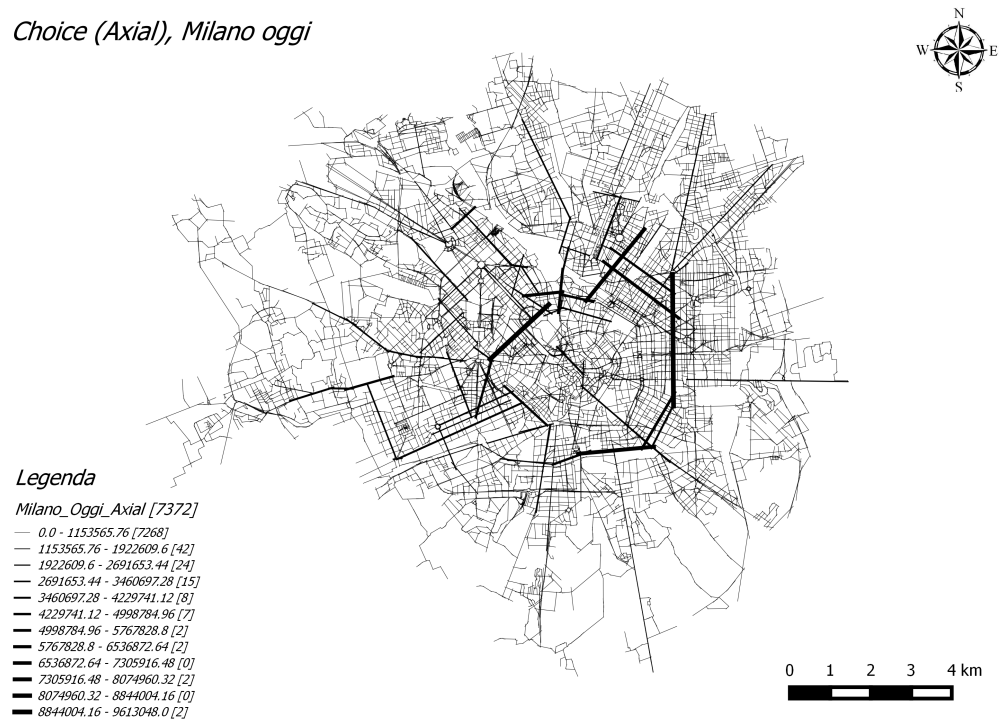 Choice (Axial), Milano oggi
N
W E
S
Legenda
Milano_Oggi_Axial [7372]
0.0 - 1153565.76 [7268]
1153565.76 - 1922609.6 [42]
1922609.6 - 2691653.44 [24]
2691653.44 - 3460697.28 [15]
3460697.28 - 4229741.12 [8]
4229741.12 - 4998784.96 [7]
4998784.96 - 5767828.8 [2]
5767828.8 - 6536872.64 [2]
6536872.64 - 7305916.48 [0]
7305916.48 - 8074960.32 [2]
8074960.32 - 8844004.16 [0]
8844004.16 - 9613048.0 [2]
0 1 2 3 4 km